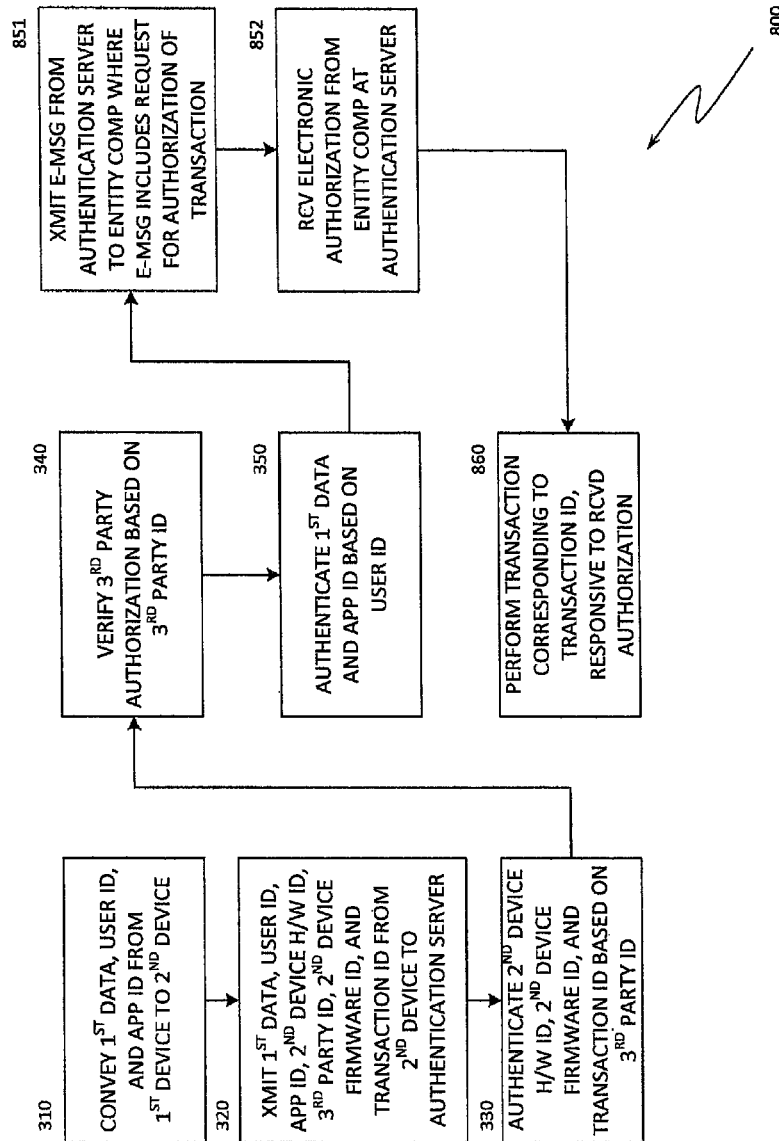 310
CONVEY 1ST DATA, USER ID,
AND APP ID FROM
1ST DEVICE TO 2ND DEVICE
320
XMIT 1ST DATA, USER ID,
APP ID, 2ND DEVICE H/W ID,
3RD PARTY ID, 2ND DEVICE
FIRMWARE ID, AND
TRANSACTION ID FROM
2ND DEVICE TO
AUTHENTICATION SERVER
330
AUTHENTICATE 2ND DEVICE
H/W ID, 2ND DEVICE
FIRMWARE ID, AND
TRANSACTION ID BASED ON
3RD PARTY ID
340
VERIFY 3RD PARTY
AUTHORIZATION BASED ON
3RD PARTY ID
350
AUTHENTICATE 1ST DATA
AND APP ID BASED ON
USER ID
851
XMIT E-MSG FROM
AUTHENTICATION SERVER
TO ENTITY COMP WHERE
E-MSG INCLUDES REQUEST
FOR AUTHORIZATION OF
TRANSACTION
852
RCV ELECTRONIC
AUTHORIZATION FROM
ENTITY COMP AT
AUTHENTICATION SERVER
860
PERFORM TRANSACTION
CORRESPONDING TO
TRANSACTION ID,
RESPONSIVE TO RCVD
AUTHORIZATION
800